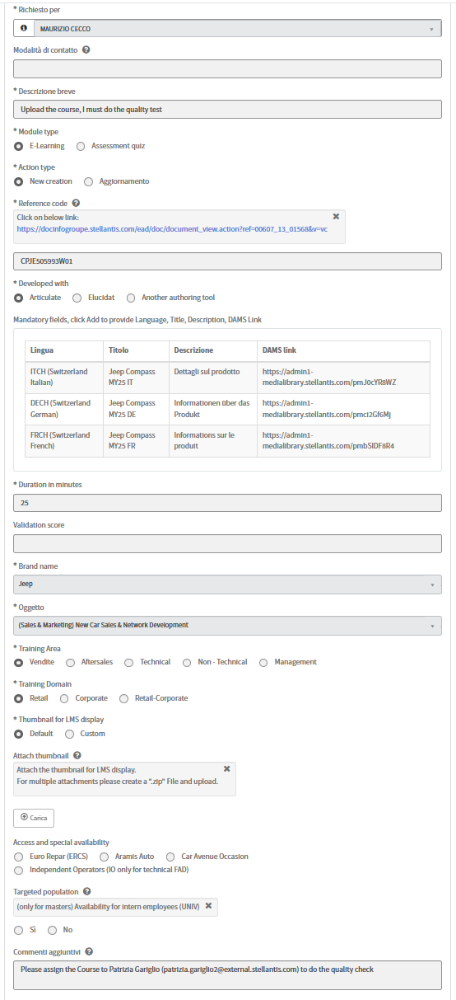 * Richiesto per
MAURIZIO CECCO
Modalità di contatto
* Descrizione breve
Upload the course, I must do the quality test
* Module type
E-Learning Assessment quiz
* Action type
New creation Aggiornamento
* Reference code
Click on below link:
https://docinfogroupe.stellantis.com/ead/doc/document_view.action?ref=00607_13_01568&v=vc
CPJE505993W01
* Developed with
Articulate Elucidat Another authoring tool
Mandatory fields, click Add to provide Language, Title, Description, DAMS Link
Lingua Titolo Descrizione DAMS link
ITCH (Switzerland Jeep Compass Dettagli sul prodotto https://admin1-
Italian) MY25 IT medialibrary.stellantis.com/pmJ0cYR8WZ
DECH (Switzerland Jeep Compass Informationen über das https://admin1-
German) MY25 DE Produkt medialibrary.stellantis.com/pmci2Gf6Mj
FRCH (Switzerland Jeep Compass Informations sur le https://admin1-
French) MY25 FR produit medialibrary.stellantis.com/pmbSlDF8R4
* Duration in minutes
25
Validation score
* Brand name
Jeep
* Oggetto
(Sales & Marketing) New Car Sales & Network Development
* Training Area
Vendite Aftersales Technical Non - Technical Management
* Training Domain
Retail Corporate Retail-Corporate
* Thumbnail for LMS display
Default Custom
Attach thumbnail
Attach the thumbnail for LMS display.
For multiple attachments please create a ".zip" File and upload.
Carica
Access and special availability
Euro Repar (ERCS) Aramis Auto Car Avenue Occasion
Independent Operators (IO only for technical FAD)
Targeted population
(only for masters) Availability for intern employees (UNIV)
Sì No
Commenti aggiuntivi
Please assign the Course to Patrizia Gariglio (patrizia.gariglio2@external.stellantis.com) to do the quality check